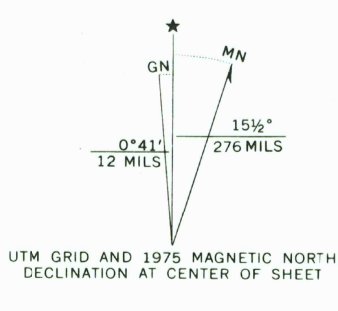 MN
GN
15½°
0°41'
276 MILS
12 MILS
UTM GRID AND 1975 MAGNETIC NORTH
DECLINATION AT CENTER OF SHEET